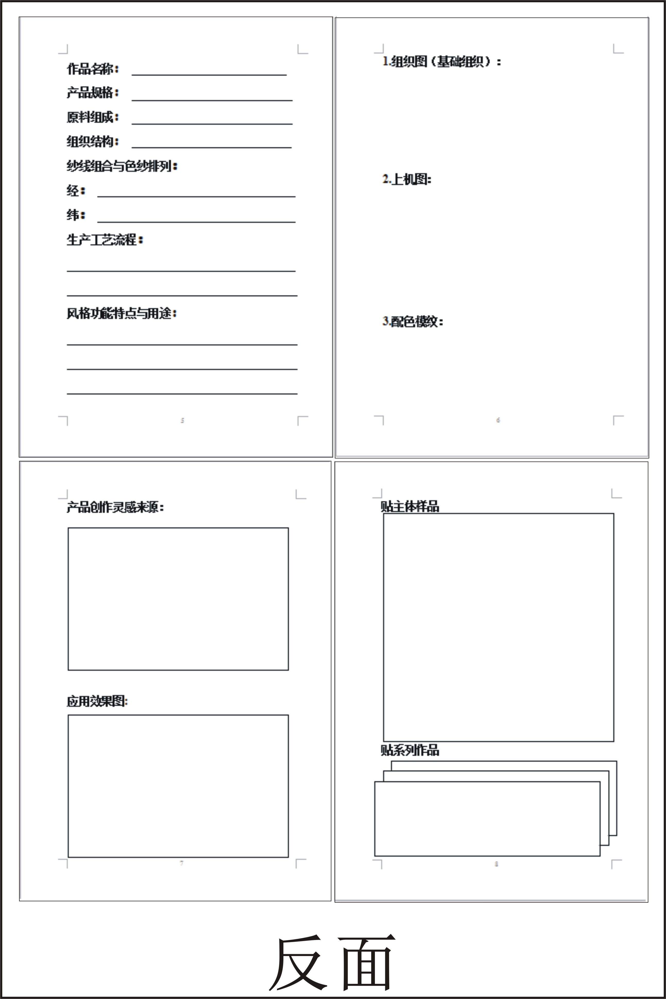 作品名称：
产品规格：
原料组成：
组织结构：
纱线组合与色纱排列：
经：
纬：
生产工艺流程：
风格功能特点与用途：
5
1.组织图（基础组织）：
2.上机图：
3.配色模纹：
6
产品创作灵感来源：
应用效果图:
7
贴主体样品
贴系列作品
8
反面